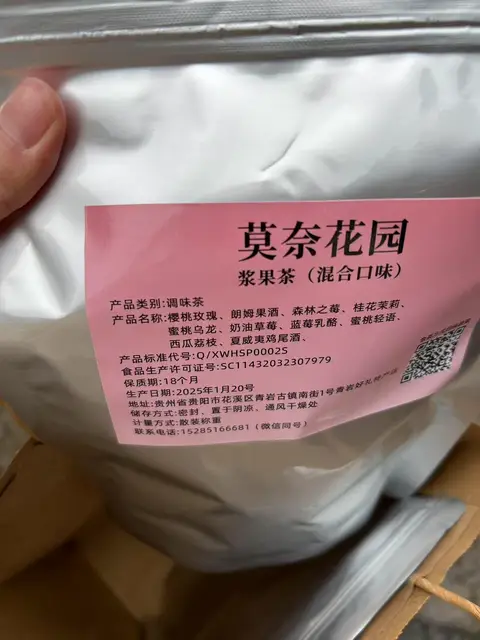 莫奈花园
浆果茶（混合口味）
产品类别:调味茶
产品名称:樱桃玫瑰、朗姆果酒、森林之莓、桂花茉莉、
蜜桃乌龙、奶油草莓、蓝莓乳酪、蜜桃轻语、
西瓜荔枝、夏威夷鸡尾酒、
产品标准代号:Q/XWHSP0002S
食品生产许可证号:SC11432032307979
保质期:18个月
生产日期:2025年1月20号
地址:贵州省贵阳市花溪区青岩古镇南街1号青岩好礼特产店
储存方式:密封、置于阴凉、通风干燥处
计量方式:散装称重
联系电话:15285166681（微信同号）